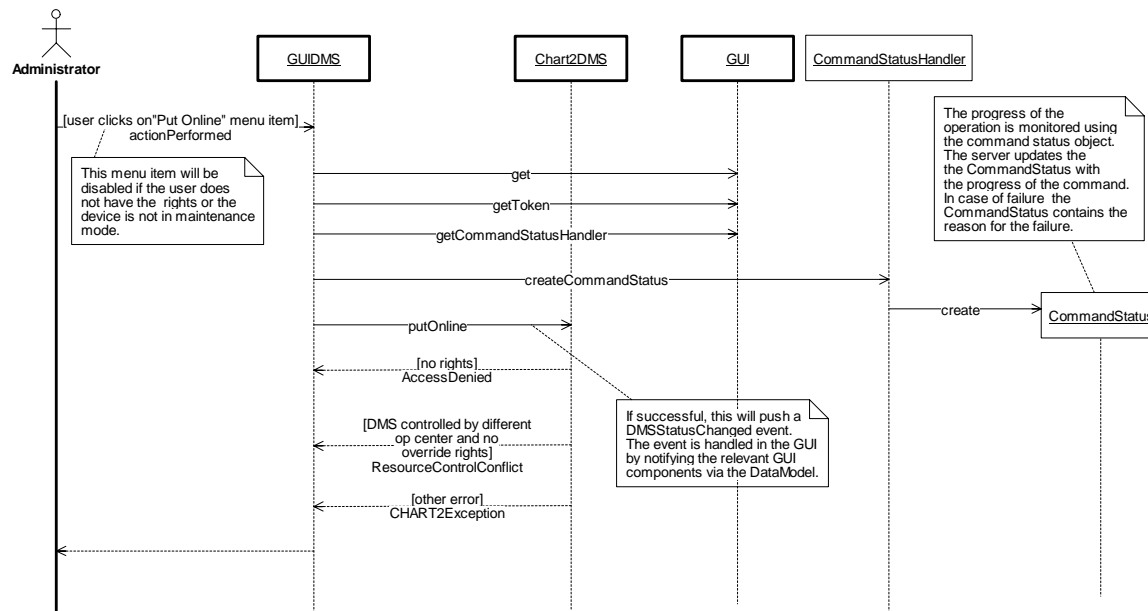 Administrator
GUIDMS
Chart2DMS
GUI
CommandStatusHandler
[user clicks on"Put Online" menu item]
actionPerformed
This menu item will be
disabled if the user does
not have the  rights or the
device is not in maintenance
mode.
The progress of the
operation is monitored using
the command status object.
The server updates the
the CommandStatus with
the progress of the command.
In case of failure  the
CommandStatus contains the
reason for the failure.
get
getToken
getCommandStatusHandler
createCommandStatus
create
CommandStatus
putOnline
[no rights]
AccessDenied
[DMS controlled by different
op center and no
override rights]
ResourceControlConflict
If successful, this will push a
DMSStatusChanged event.
The event is handled in the GUI
by notifying the relevant GUI
components via the DataModel.
[other error]
CHART2Exception